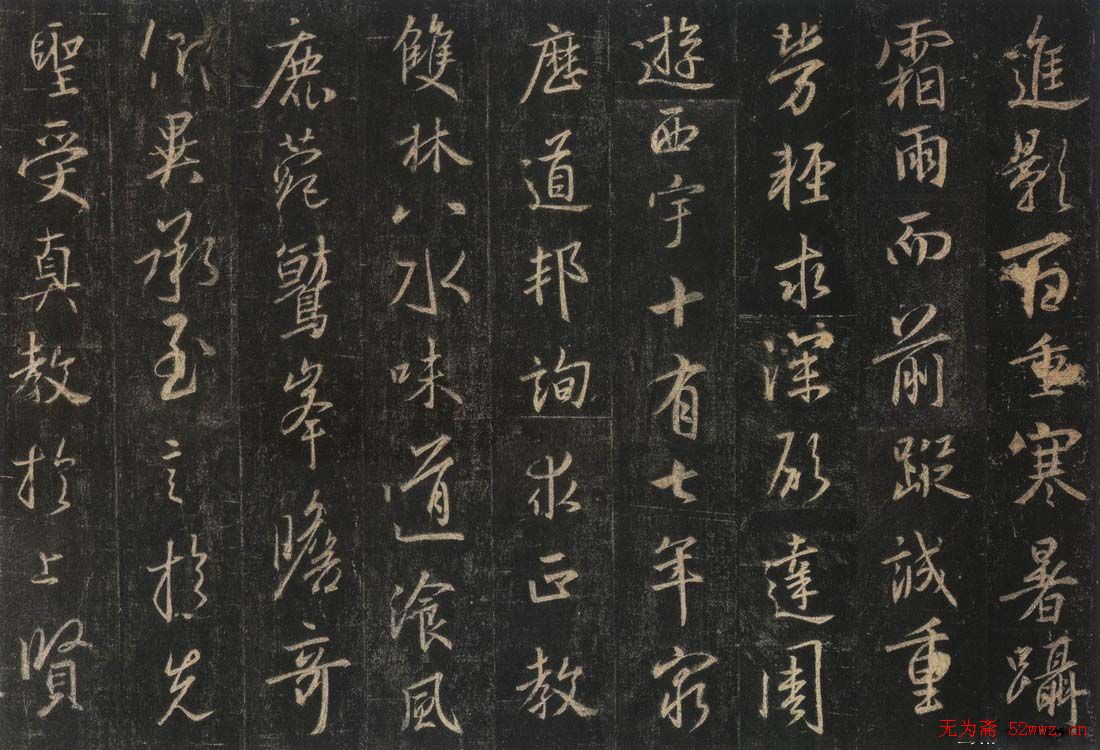 進影百重寒暑躡
霜雨而前蹤誠重
勞輕求深願達周
遊西宇十有七年窮
歷道邦詢求正教
雙林八水味道飡風
鹿菀鷲峯瞻奇
仰異承至言於先
聖受真教於上賢
无为斋 52wwz.cn